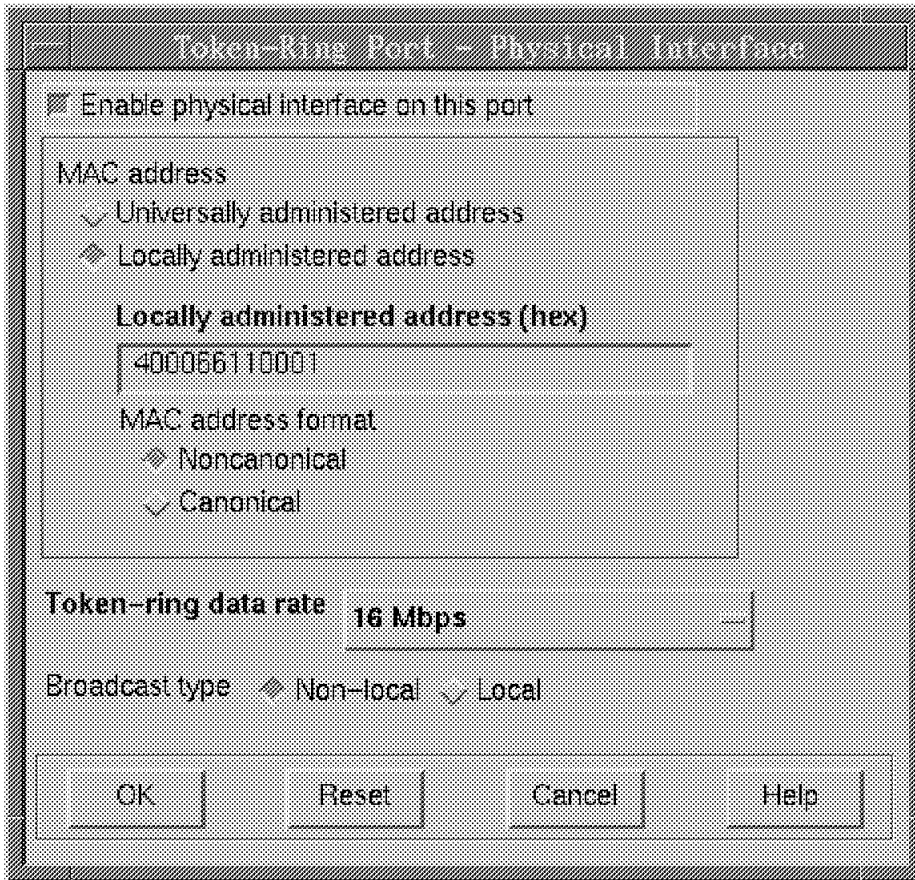 Token-Ring Port - Physical Interface
Enable physical interface on this port
MAC address
Universally administered address
Locally administered address
Locally administered address (hex)
400066110001
MAC address format
Noncanonical
Canonical
Token-ring data rate 16 Mbps
Broadcast type Non-local Local
OK Reset Cancel Help